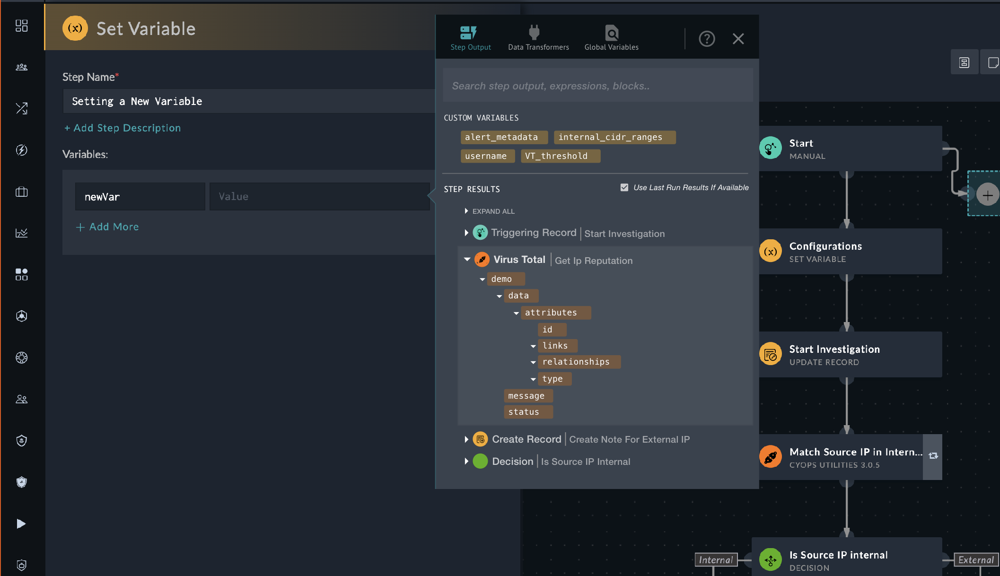 (x) Set Variable
Step Name*
Setting a New Variable
+ Add Step Description
Variables:
newVar
Value
+ Add More
Step Output
Data Transformers
Global Variables
?
Search step output, expressions, blocks..
CUSTOM VARIABLES
alert_metadata
internal_cidr_ranges
username
VT_threshold
STEP RESULTS
Use Last Run Results If Available
EXPAND ALL
Triggering Record | Start Investigation
Virus Total | Get Ip Reputation
demo
data
attributes
id
links
relationships
type
message
status
Create Record | Create Note For External IP
Decision | Is Source IP Internal
Start
MANUAL
(x) Configurations
SET VARIABLE
Start Investigation
UPDATE RECORD
Match Source IP in Intern...
CYOPS UTILITIES 3.0.5
Internal
Is Source IP internal
DECISION
External